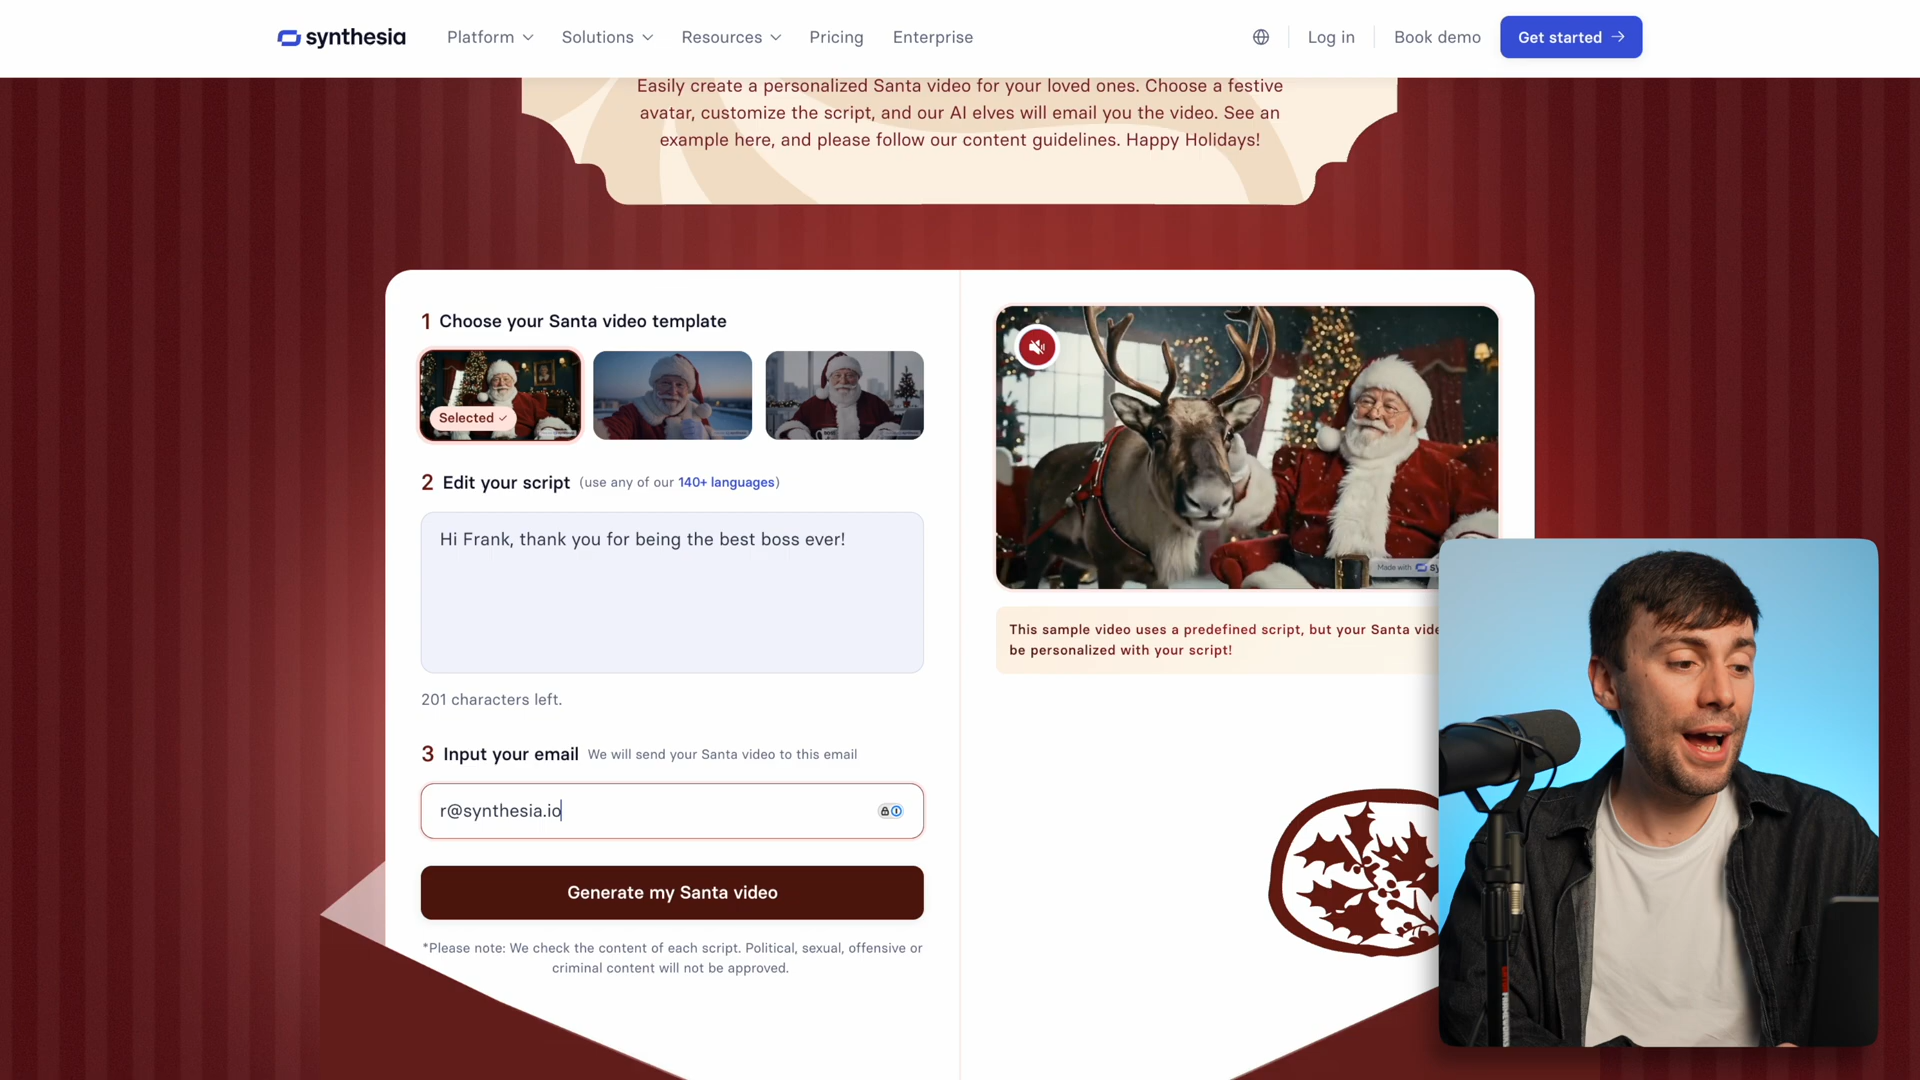 synthesia
Platform
Solutions
Resources
Pricing
Enterprise
Log in
Book demo
Get started
Easily create a personalized Santa video for your loved ones. Choose a festive
avatar, customize the script, and our AI elves will email you the video. See an
example here, and please follow our content guidelines. Happy Holidays!
1 Choose your Santa video template
Selected
2 Edit your script (use any of our 140+ languages)
Hi Frank, thank you for being the best boss ever!
201 characters left.
3 Input your email We will send your Santa video to this email
r@synthesia.io
Generate my Santa video
*Please note: We check the content of each script. Political, sexual, offensive or
criminal content will not be approved.
Made with
This sample video uses a predefined script, but your Santa
be personalized with your script!